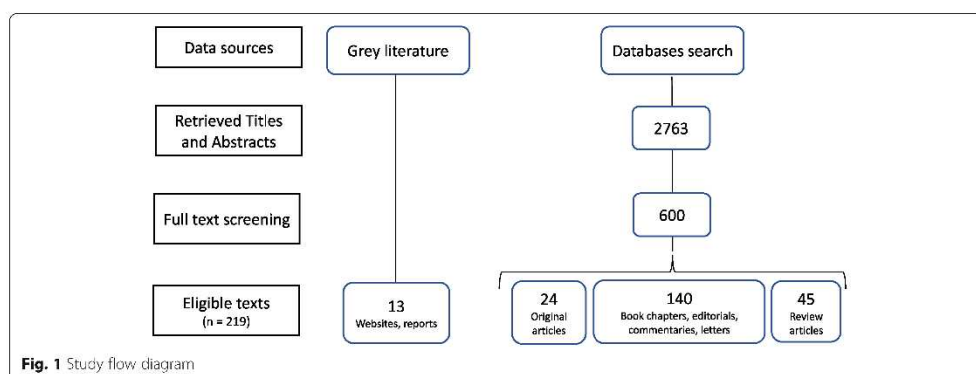 Data sources
Grey literature
Databases search
Retrieved Titles
and Abstracts
2763
Full text screening
600
Eligible texts
(n = 219)
13
Websites, reports
24
Original
articles
140
Book chapters, editorials,
commentaries, letters
45
Review
articles
Fig. 1 Study flow diagram